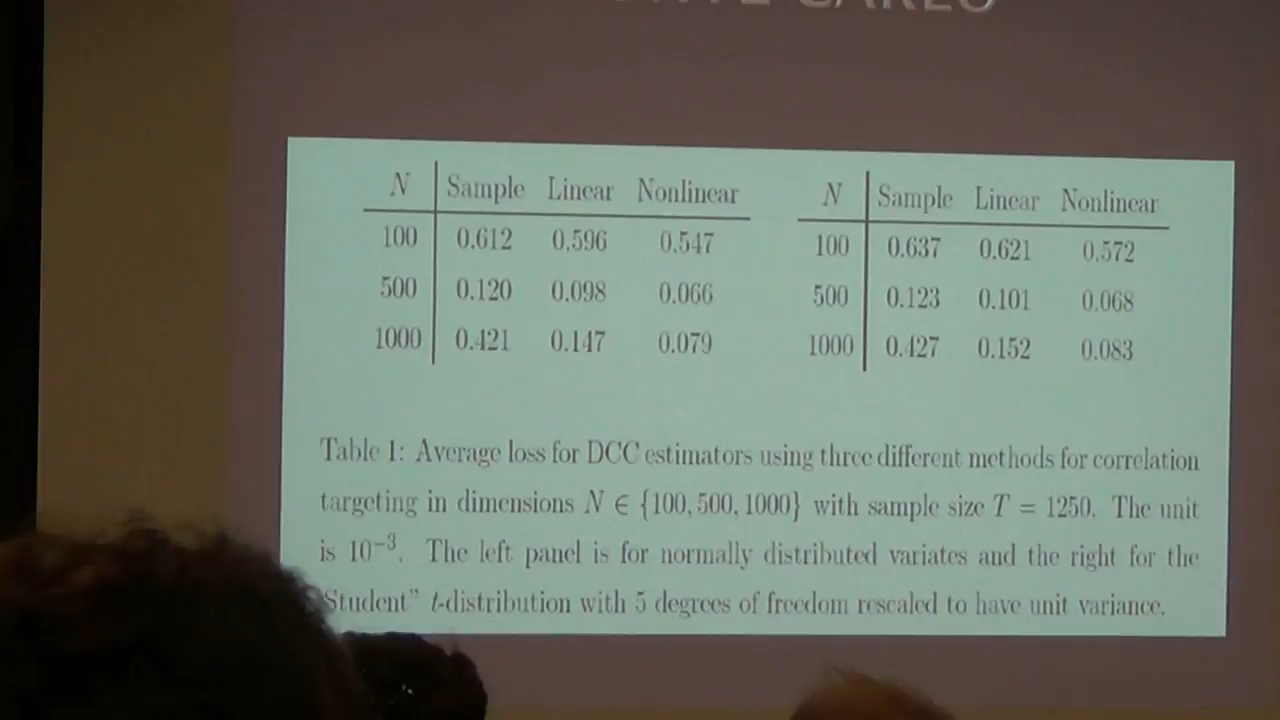 CARLO
N Sample Linear Nonlinear N Sample Linear Nonlinear
100 0.612 0.596 0.547 100 0.637 0.621 0.572
500 0.120 0.098 0.066 500 0.123 0.101 0.068
1000 0.421 0.147 0.079 1000 0.427 0.152 0.083
Table 1: Average loss for DCC estimators using three different methods for correlation
targeting in dimensions N ∈ {100, 500, 1000} with sample size T = 1250. The unit
is 10⁻³. The left panel is for normally distributed variates and the right for the
Student” t-distribution with 5 degrees of freedom rescaled to have unit variance.